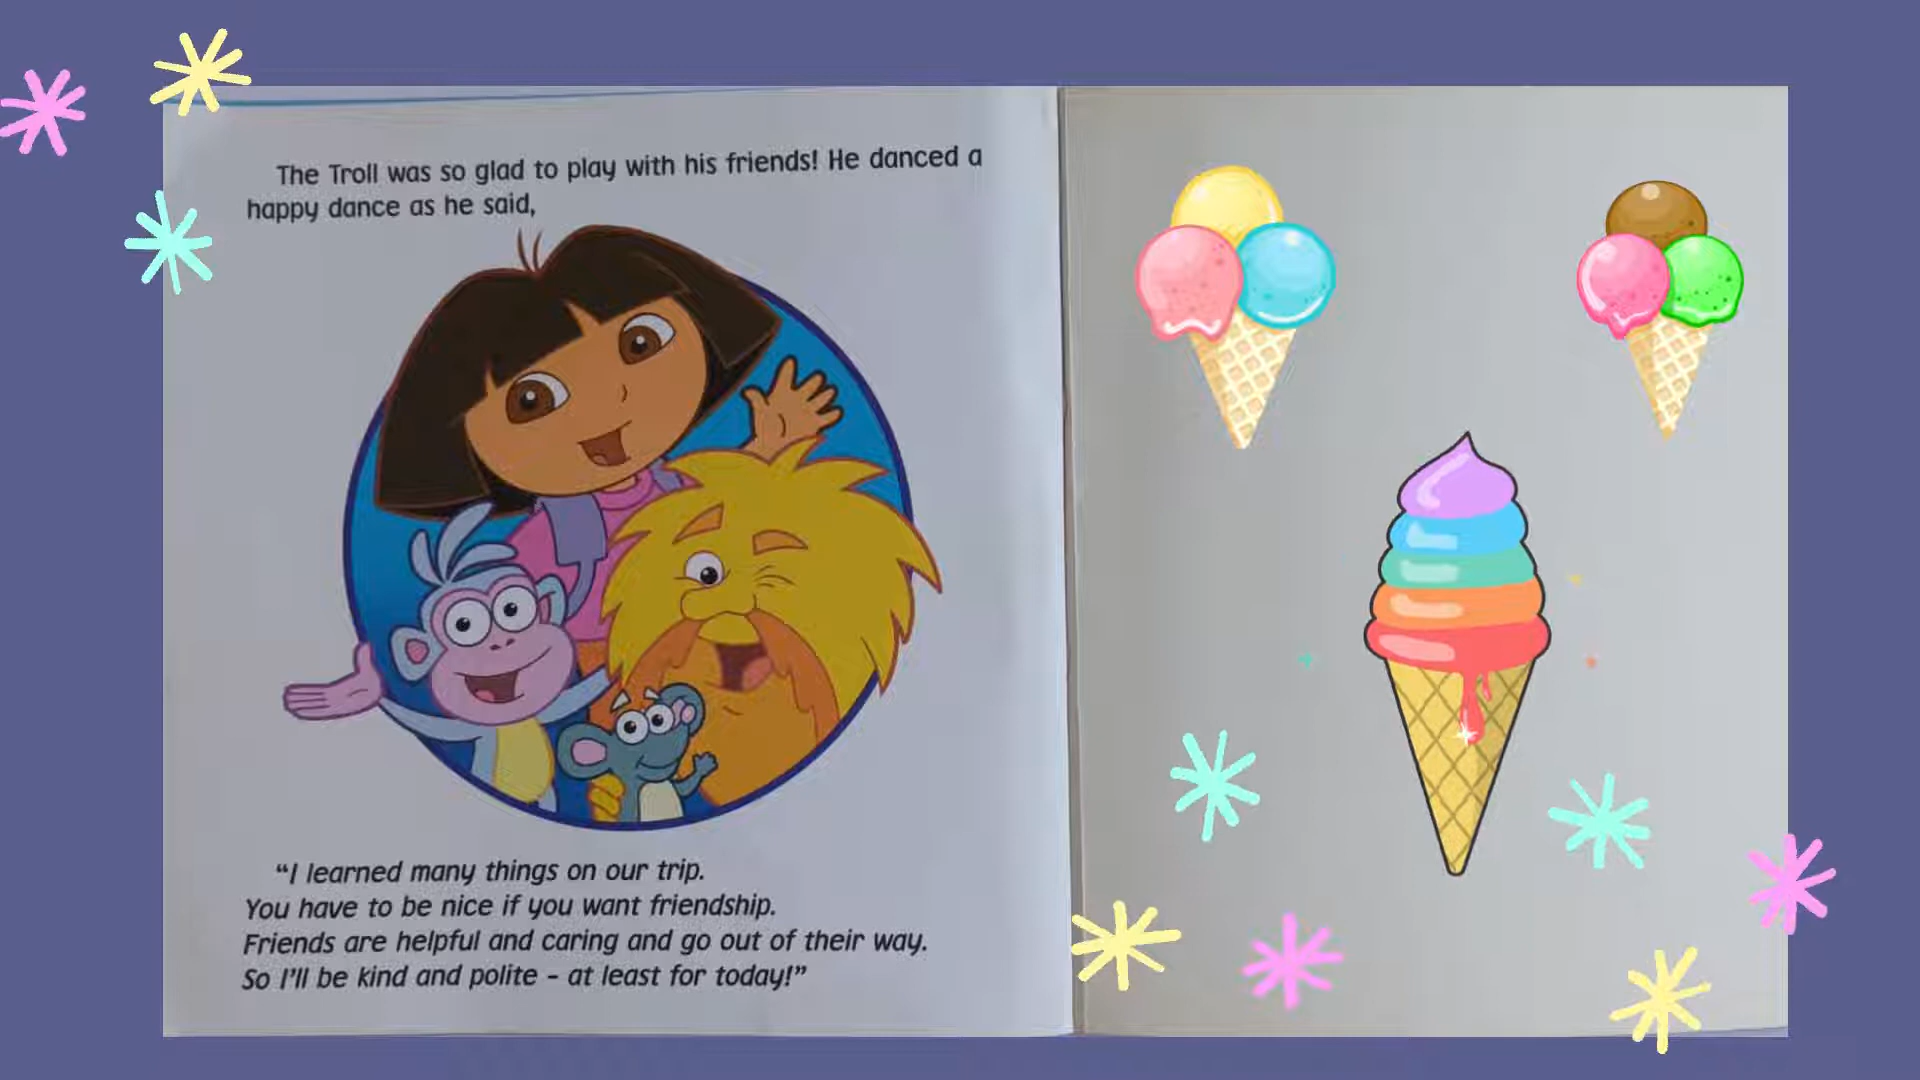 The Troll was so glad to play with his friends! He danced a
happy dance as he said,
“I learned many things on our trip.
You have to be nice if you want friendship.
Friends are helpful and caring and go out of their way.
So I’ll be kind and polite – at least for today!”